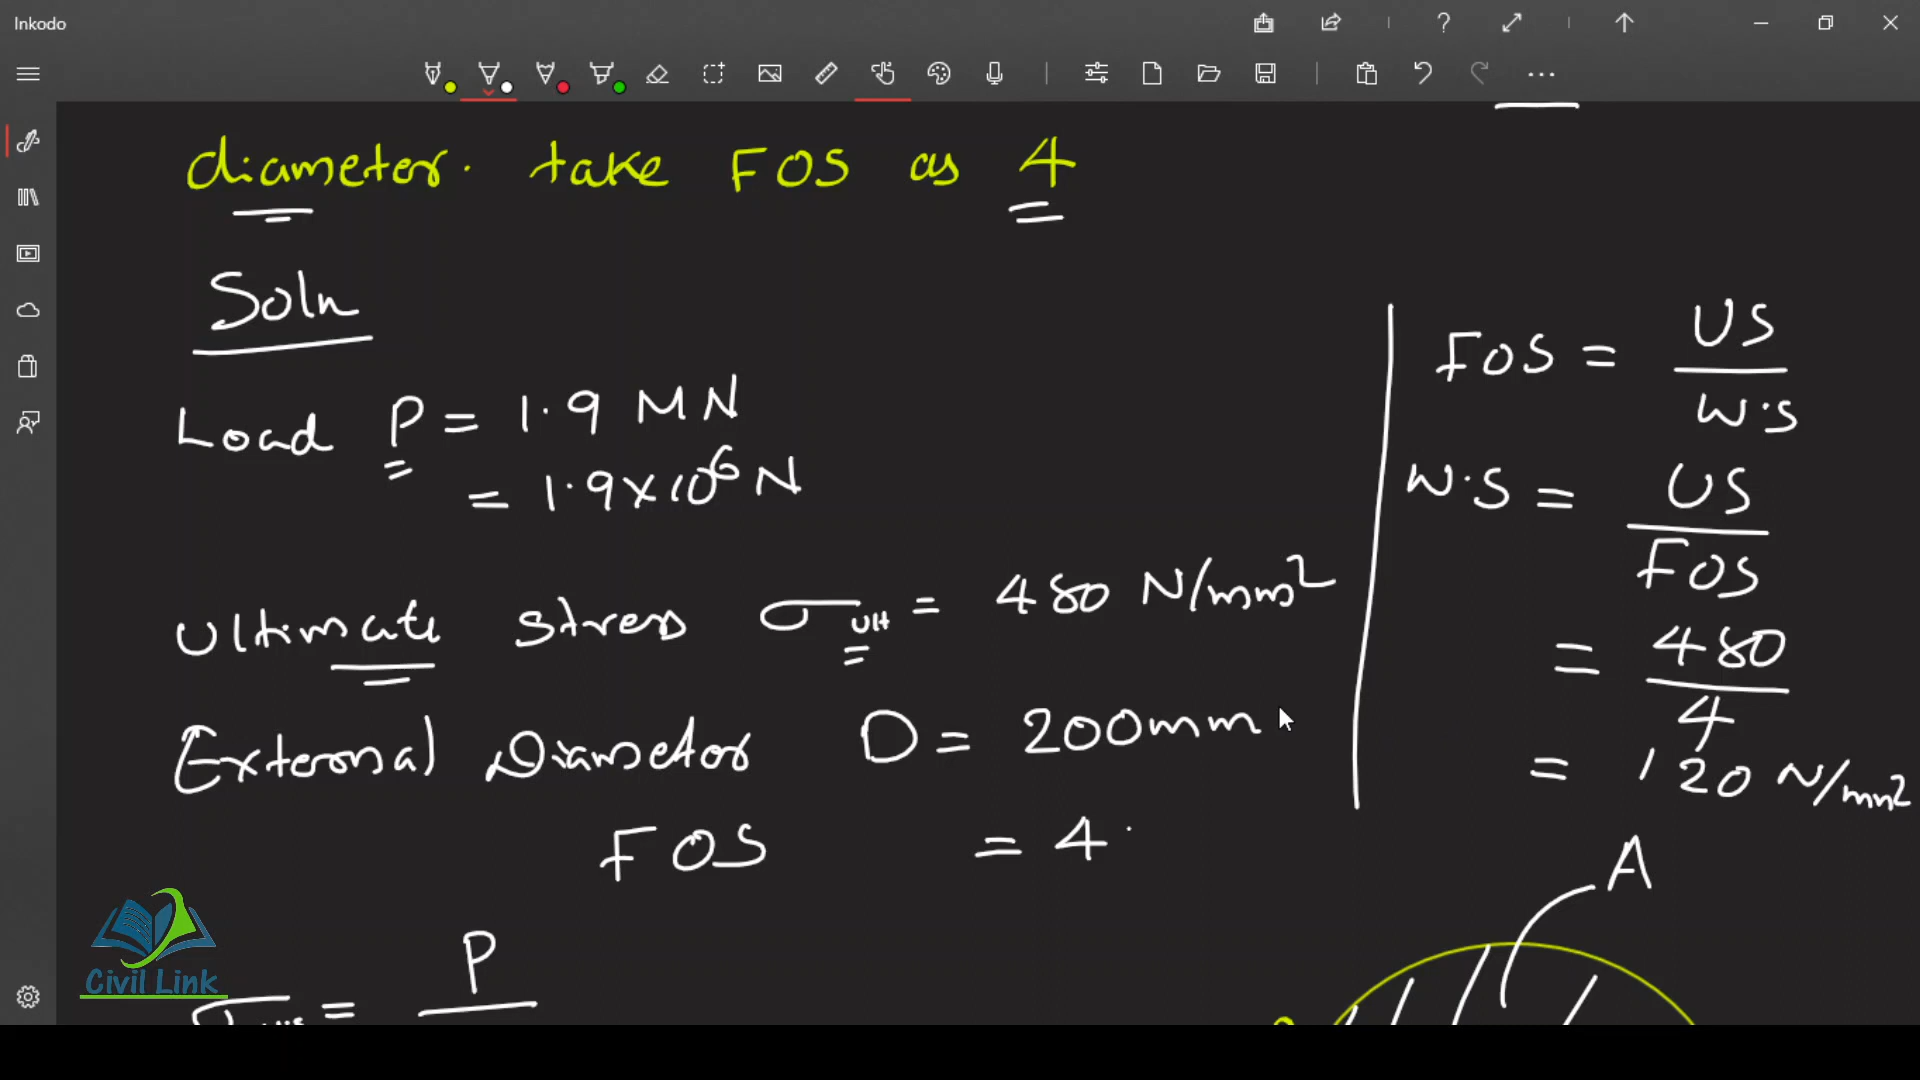 Inkodo
diameter. take FOS as 4
Soln
Load P = 1.9 MN
= 1.9×10⁶ N
Ultimate stress σult = 480 N/mm²
External Diameter D = 200mm
FOS = 4.
FOS = US / W.S
W.S = US / FOS
= 480 / 4
= 120 N/mm²
A
P
=
Civil Link